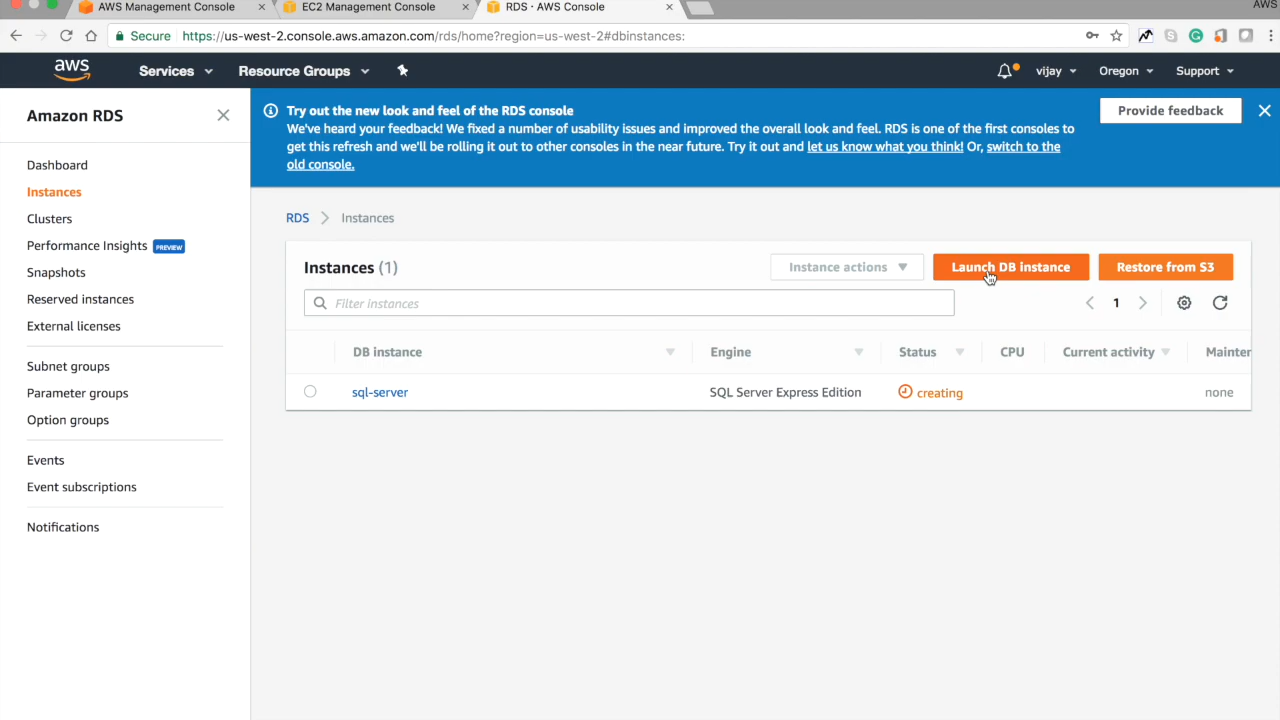 AWS Management Console
EC2 Management Console
RDS · AWS Console
AWS
Secure
https://us-west-2.console.aws.amazon.com/rds/home?region=us-west-2#dbinstances:
aws
Services
Resource Groups
vijay
Oregon
Support
Amazon RDS
Dashboard
Instances
Clusters
Performance Insights PREVIEW
Snapshots
Reserved instances
External licenses
Subnet groups
Parameter groups
Option groups
Events
Event subscriptions
Notifications
Try out the new look and feel of the RDS console
We've heard your feedback! We fixed a number of usability issues and improved the overall look and feel. RDS is one of the first consoles to
get this refresh and we'll be rolling it out to other consoles in the near future. Try it out and let us know what you think! Or, switch to the
old console.
Provide feedback
RDS
Instances
Instances (1)
Instance actions
Launch DB instance
Restore from S3
Filter instances
1
DB instance
Engine
Status
CPU
Current activity
Mainter
sql-server
SQL Server Express Edition
creating
none